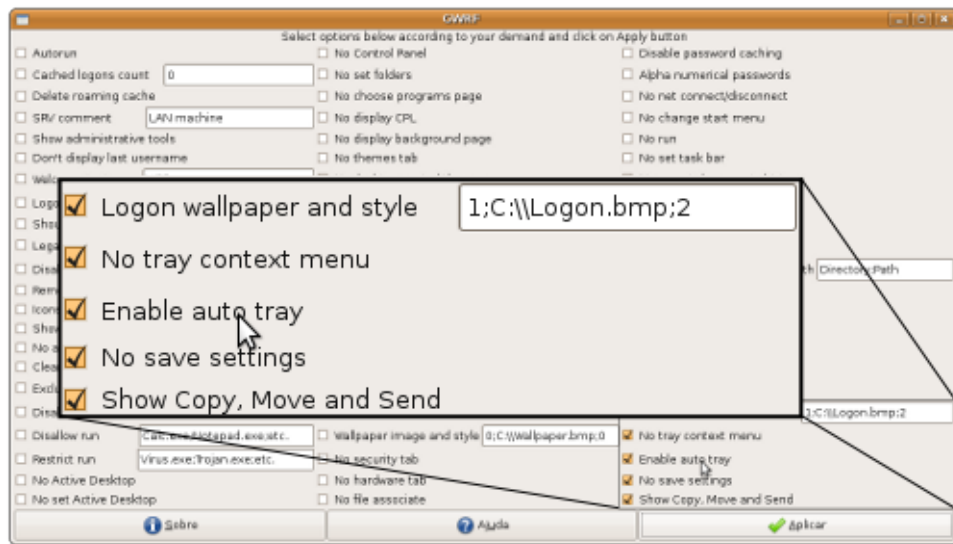 GWRF
Select options below according to your demand and click on Apply button
Autorun
No Control Panel
Disable password caching
Cached logons count 0
No set folders
Alpha numerical passwords
Delete roaming cache
No choose programs page
No net connect/disconnect
SRV comment LAN machine
No display CPL
No change start menu
Show administrative tools
No display background page
No run
Don't display last username
No themes tab
No set task bar
Logon wallpaper and style 1;C:\\Logon.bmp;2
No tray context menu
Enable auto tray
No save settings
Show Copy, Move and Send
Directory;Path
1;C:\\Logon.bmp;2
Disallow run Calc.exe;Notepad.exe;etc.
Wallpaper image and style 0;C:\\Wallpaper.bmp;0
No tray context menu
Restrict run Virus.exe;Trojan.exe;etc.
No security tab
Enable auto tray
No Active Desktop
No hardware tab
No save settings
No set Active Desktop
No file associate
Show Copy, Move and Send
Sobre
Ajuda
Aplicar